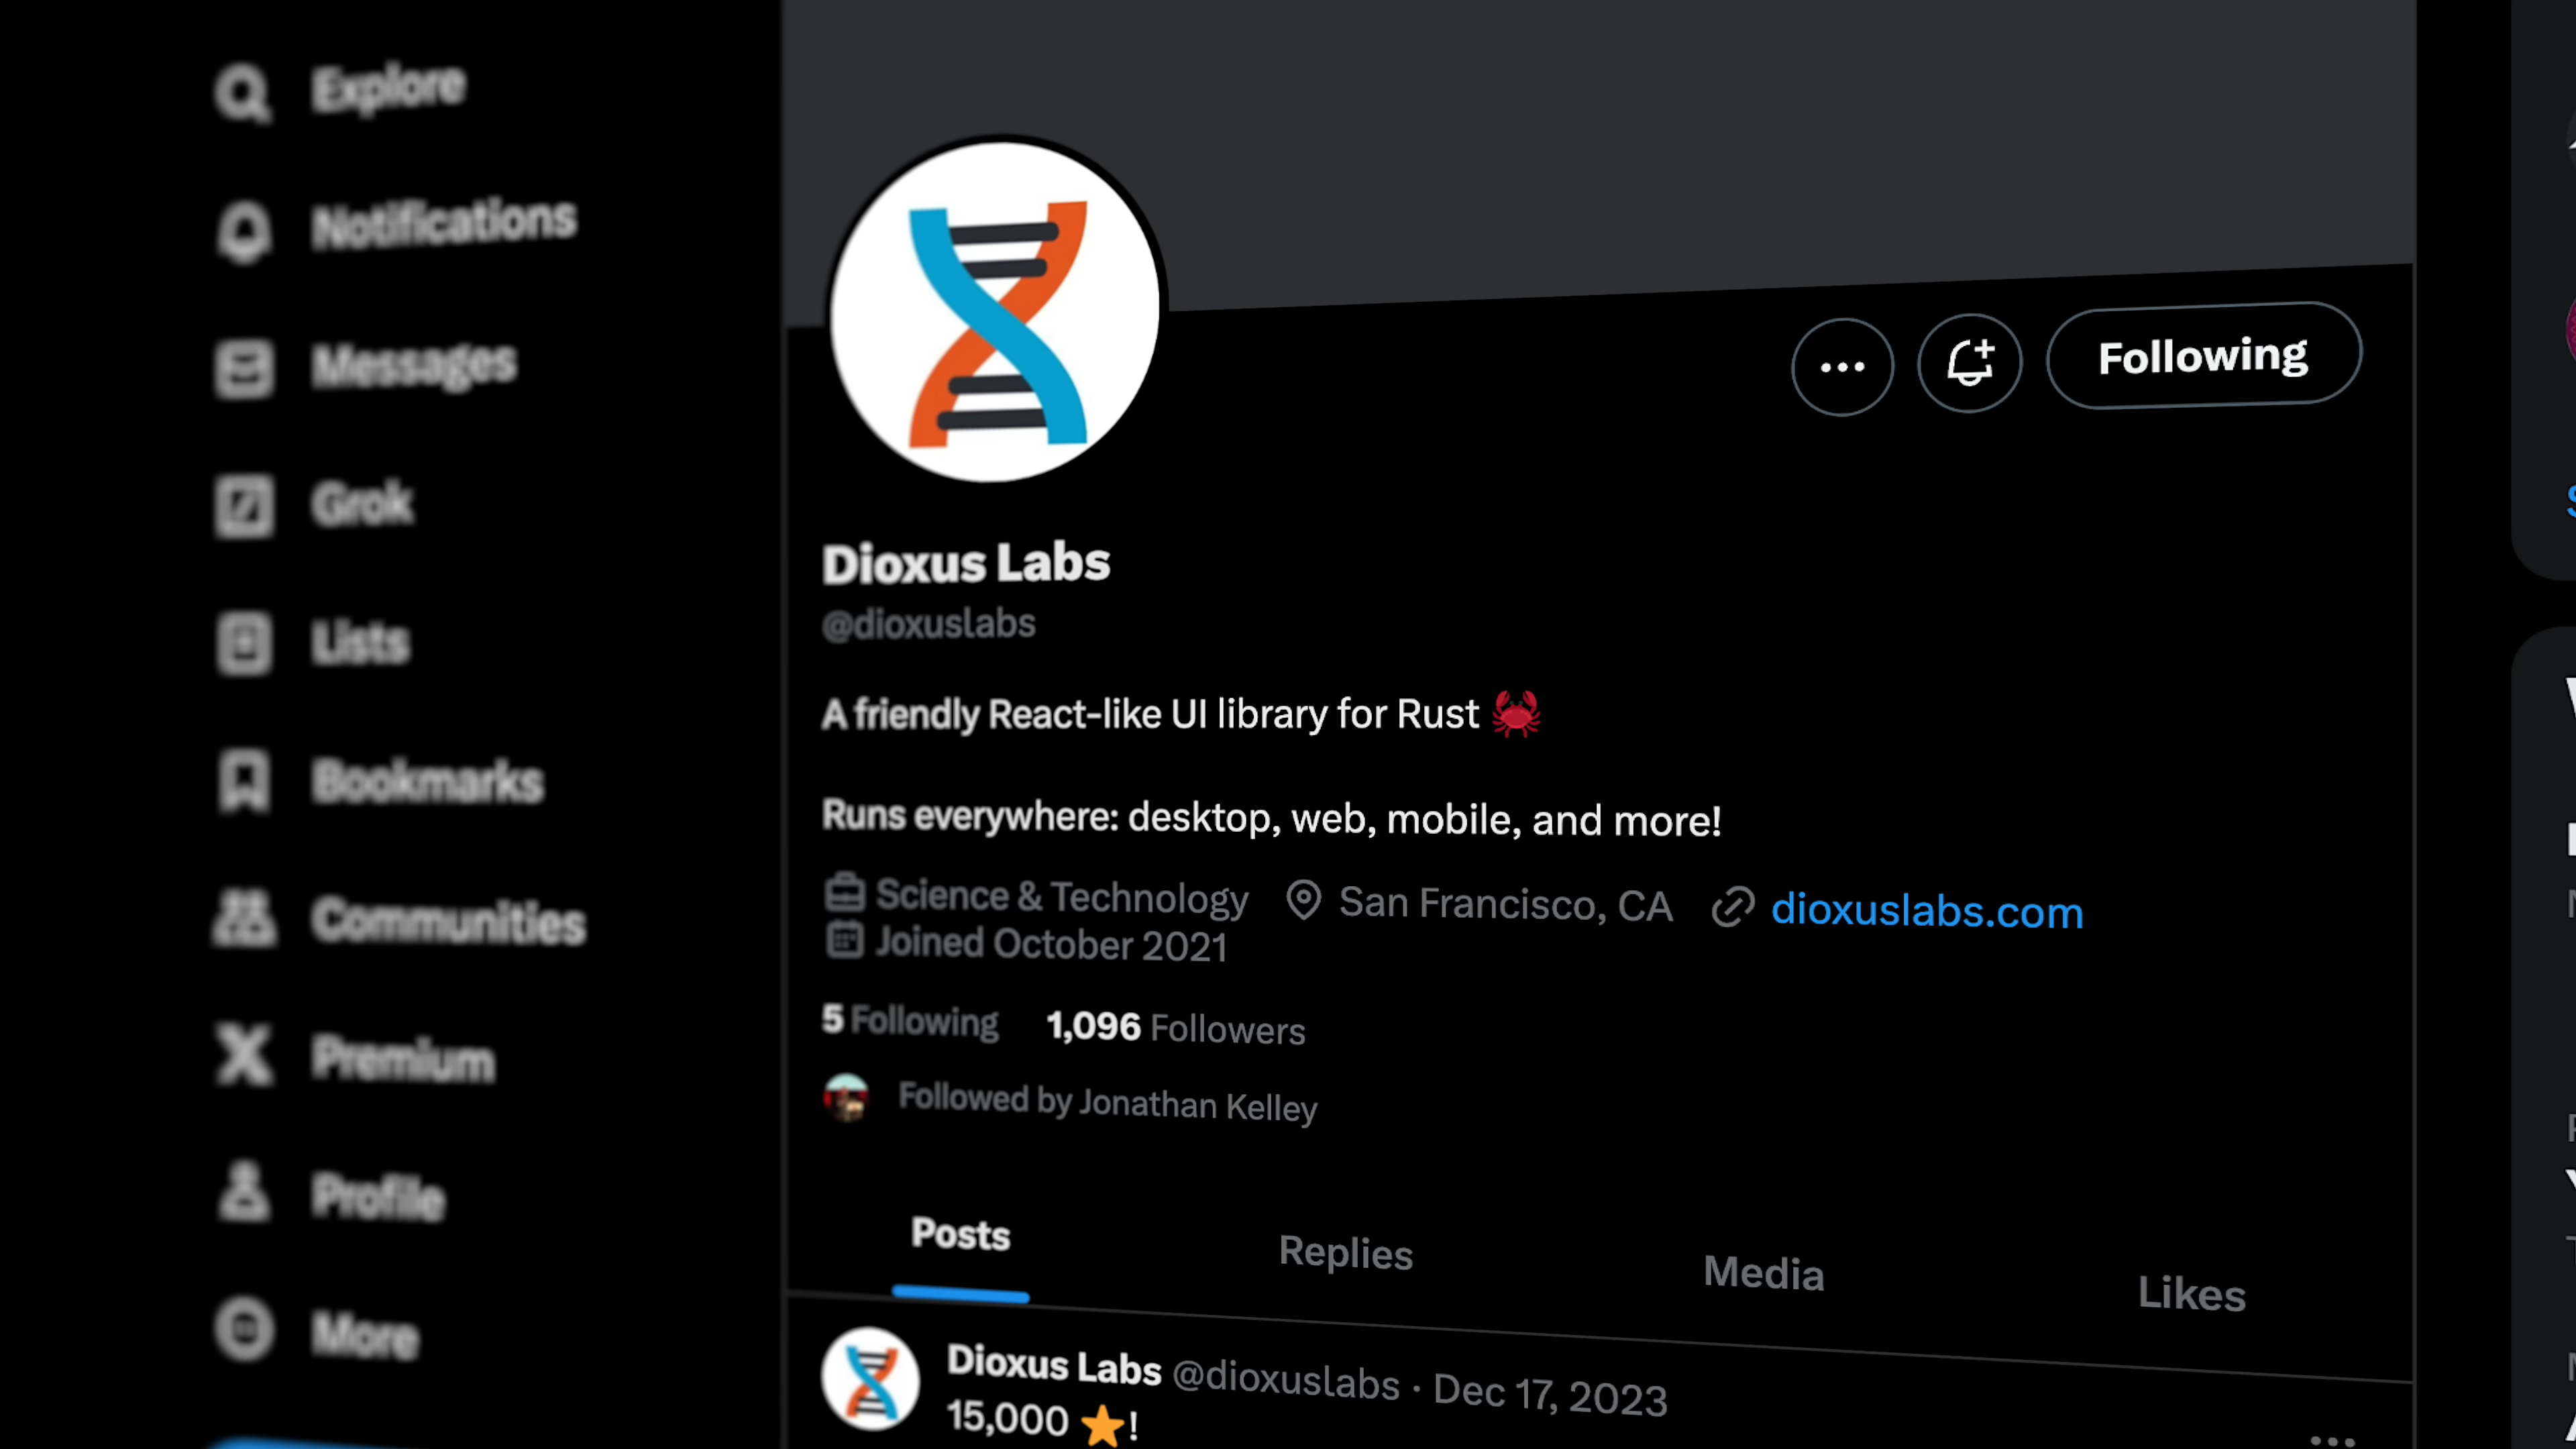 Explore
Notifications
Messages
Grok
Lists
Bookmarks
Communities
Premium
Profile
More
Following
Dioxus Labs
@dioxuslabs
A friendly React-like UI library for Rust 🦀
Runs everywhere: desktop, web, mobile, and more!
Science & Technology San Francisco, CA dioxuslabs.com
Joined October 2021
5 Following 1,096 Followers
Followed by Jonathan Kelley
Posts Replies Media Likes
Dioxus Labs @dioxuslabs · Dec 17, 2023
15,000 ⭐!